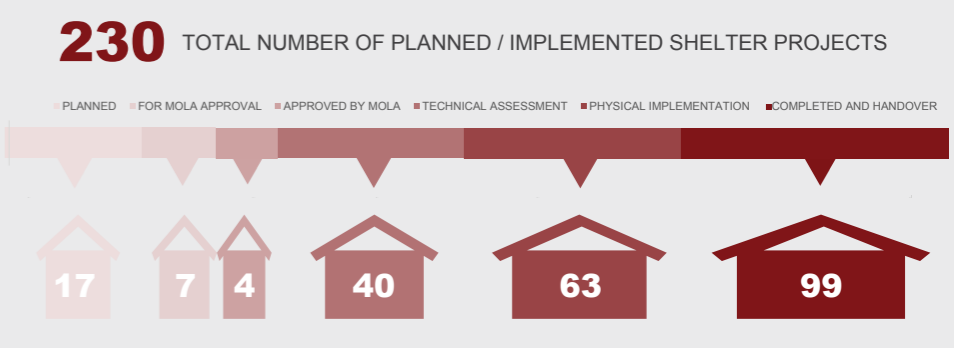 230 TOTAL NUMBER OF PLANNED / IMPLEMENTED SHELTER PROJECTS
PLANNED FOR MOLA APPROVAL APPROVED BY MOLA TECHNICAL ASSESSMENT PHYSICAL IMPLEMENTATION COMPLETED AND HANDOVER
17 7 4 40 63 99